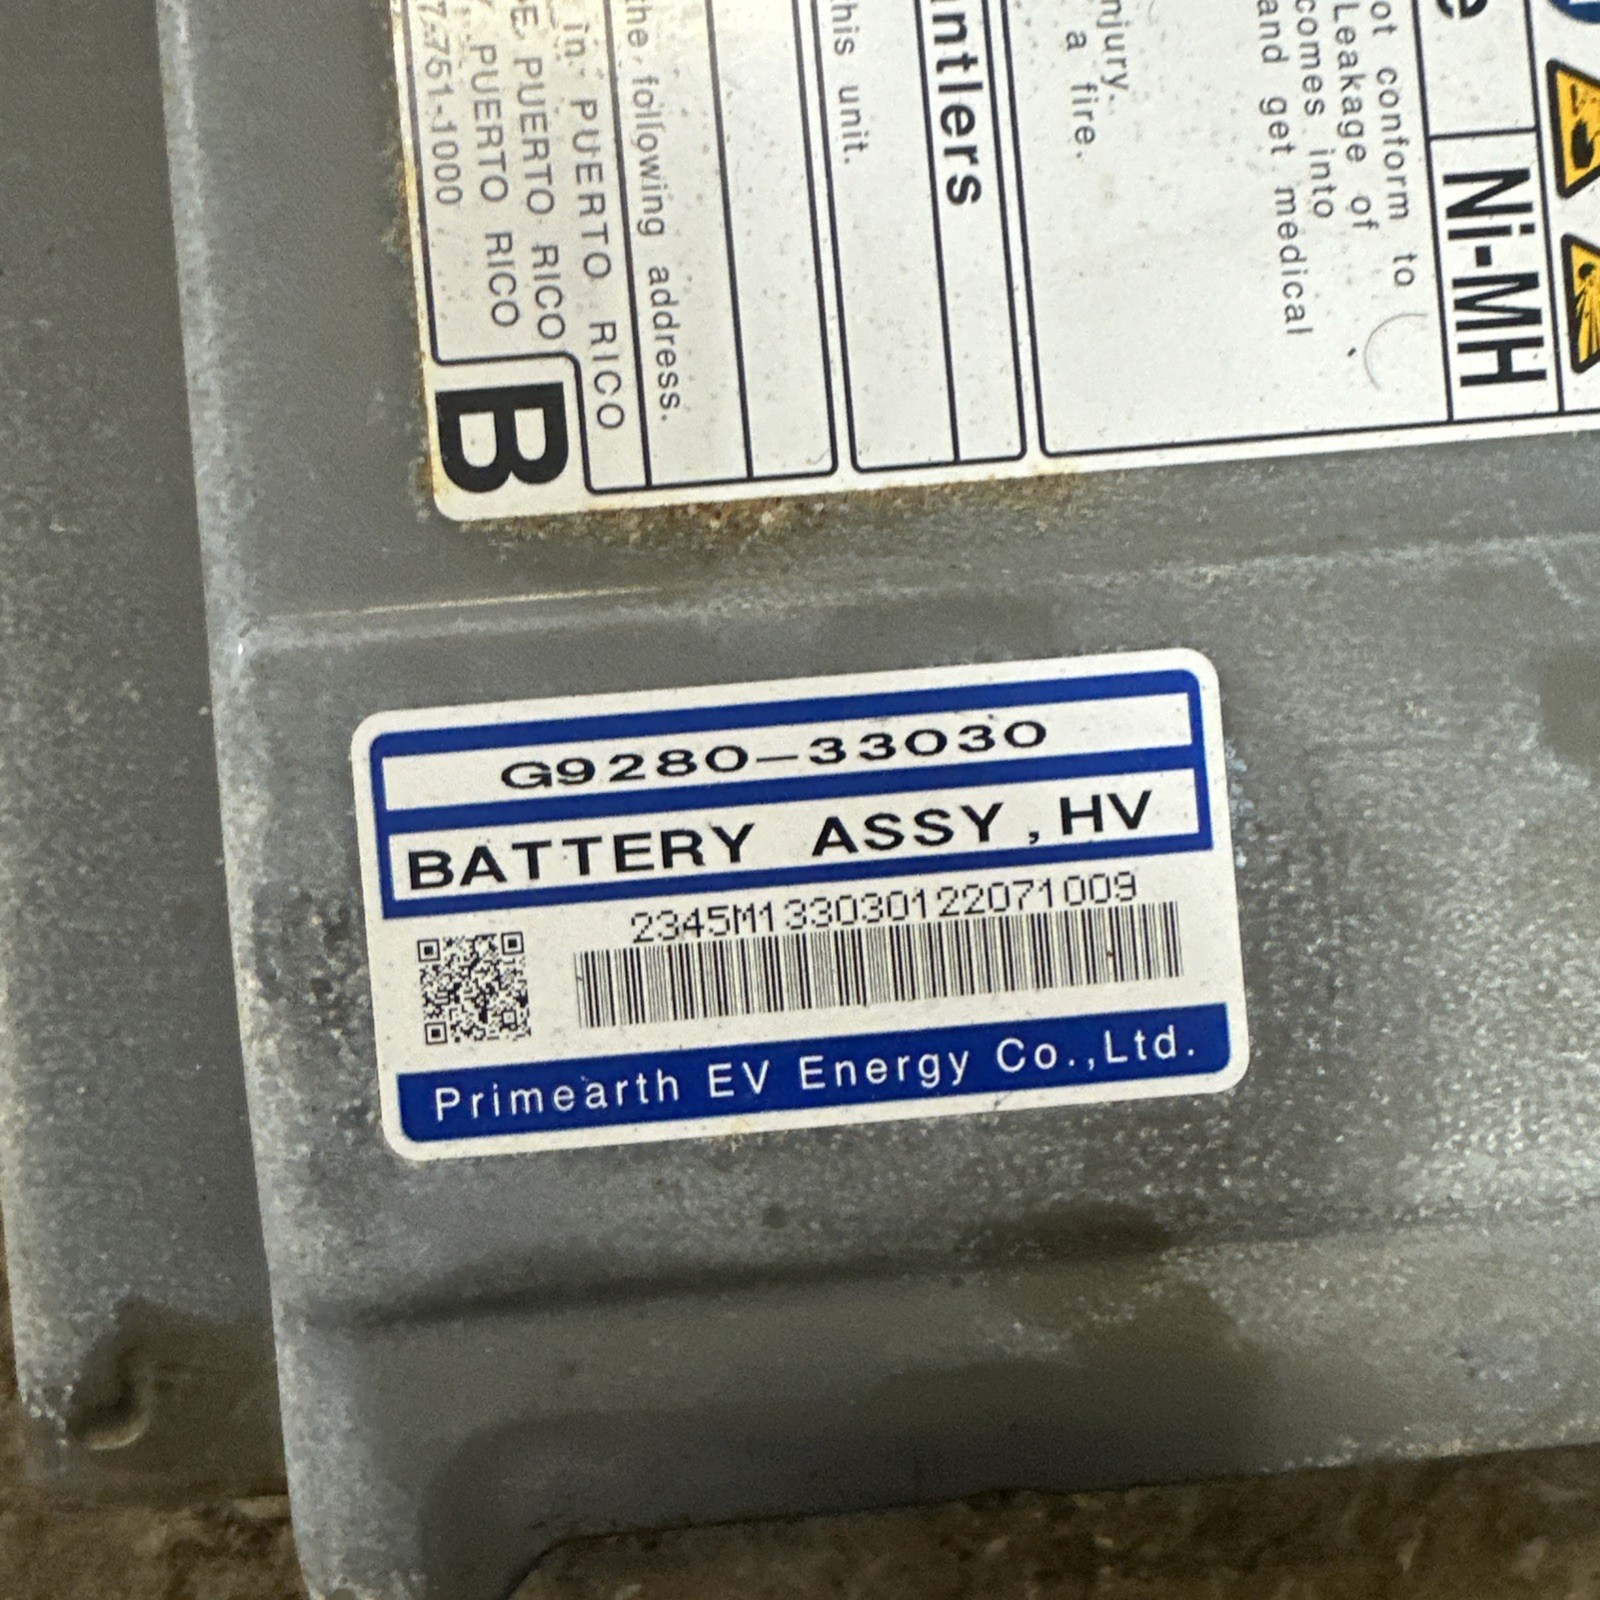 Ni-MH
ot conform to
Leakage of
comes into
and get medical
njury.
a fire.
ntlers
his unit.
the following address.
in PUERTO RICO
PUERTO RICO
PUERTO RICO
7-751-1000
B
G9280-33030
BATTERY ASSY,HV
2345M133030122071009
Primearth EV Energy Co.,Ltd.